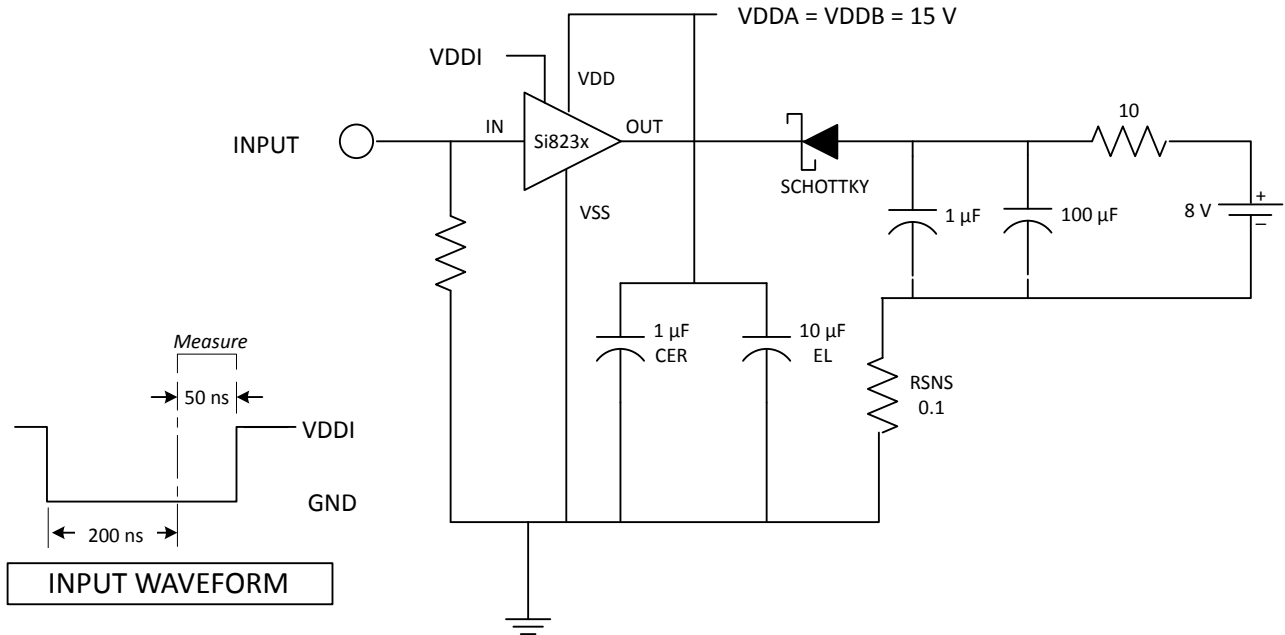 VDDA = VDDB = 15 V
VDDI
VDD
10
INPUT
IN
Si823x
OUT
SCHOTTKY
VSS
1 µF
100 µF
8 V
+
–
1 µF
CER
10 µF
EL
RSNS
0.1
Measure
50 ns
VDDI
GND
200 ns
INPUT WAVEFORM